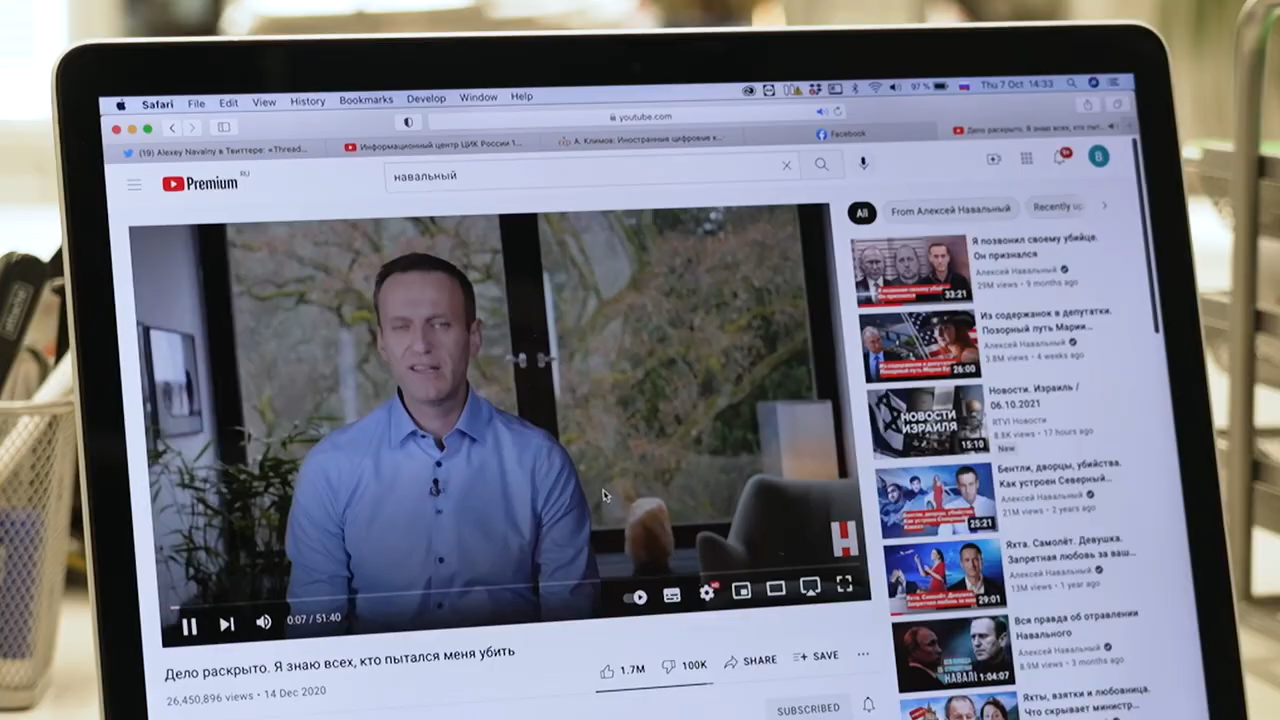 Safari File Edit View History Bookmarks Develop Window Help
97 % Thu 7 Oct 14:33
youtube.com
(19) Alexey Navalny в Твиттере: «Thread...
Информационный центр ЦИК России 1...
А. Климов: Иностранные цифровые к...
Facebook
Дело раскрыто. Я знаю всех, кто пыт...
Premium RU
навальный
9+
B
All
From Алексей Навальный
Recently up
Я позвонил своему убийце.
Он признался
Алексей Навальный
29M views • 9 months ago
33:21
Из содержанок в депутатки.
Позорный путь Марии...
Алексей Навальный
3.8M views • 4 weeks ago
26:00
НОВОСТИ
ИЗРАИЛЯ
15:10
Новости. Израиль /
06.10.2021
RTVI Новости
8.8K views • 17 hours ago
New
Бентли, дворцы, убийства.
Как устроен Северный...
Алексей Навальный
21M views • 2 years ago
25:21
Яхта. Самолёт. Девушка.
Запретная любовь за ваш...
Алексей Навальный
13M views • 1 year ago
29:01
Вся правда об отравлении
Навального
Алексей Навальный
8.9M views • 3 months ago
1:04:07
Яхты, взятки и любовница.
Что скрывает министр...
Н
0:07 / 51:40
HD
Дело раскрыто. Я знаю всех, кто пытался меня убить
26,450,896 views • 14 Dec 2020
1.7M 100K SHARE SAVE
SUBSCRIBED